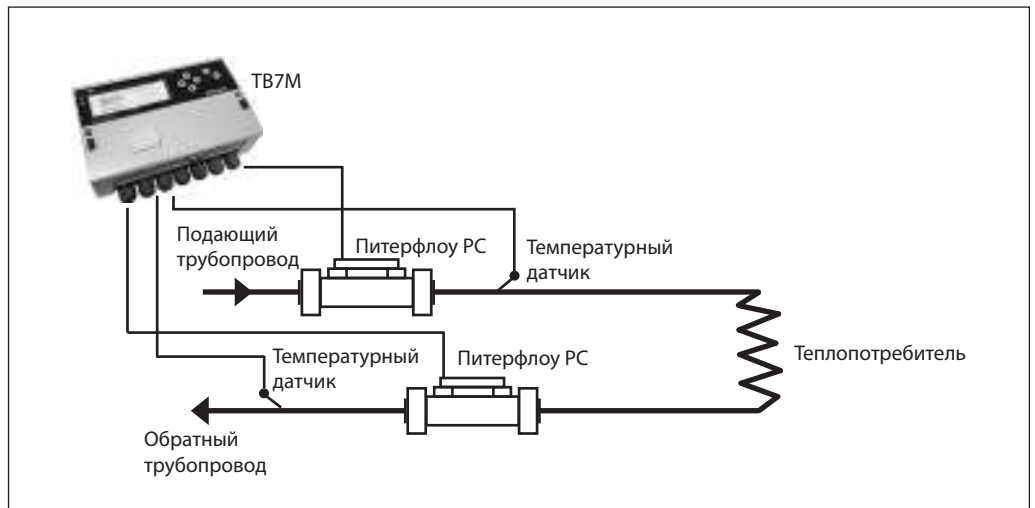 ТВ7М
Подающий
трубопровод
Питерфлоу РС
Температурный
датчик
Температурный
датчик
Питерфлоу РС
Теплопотребитель
Обратный
трубопровод